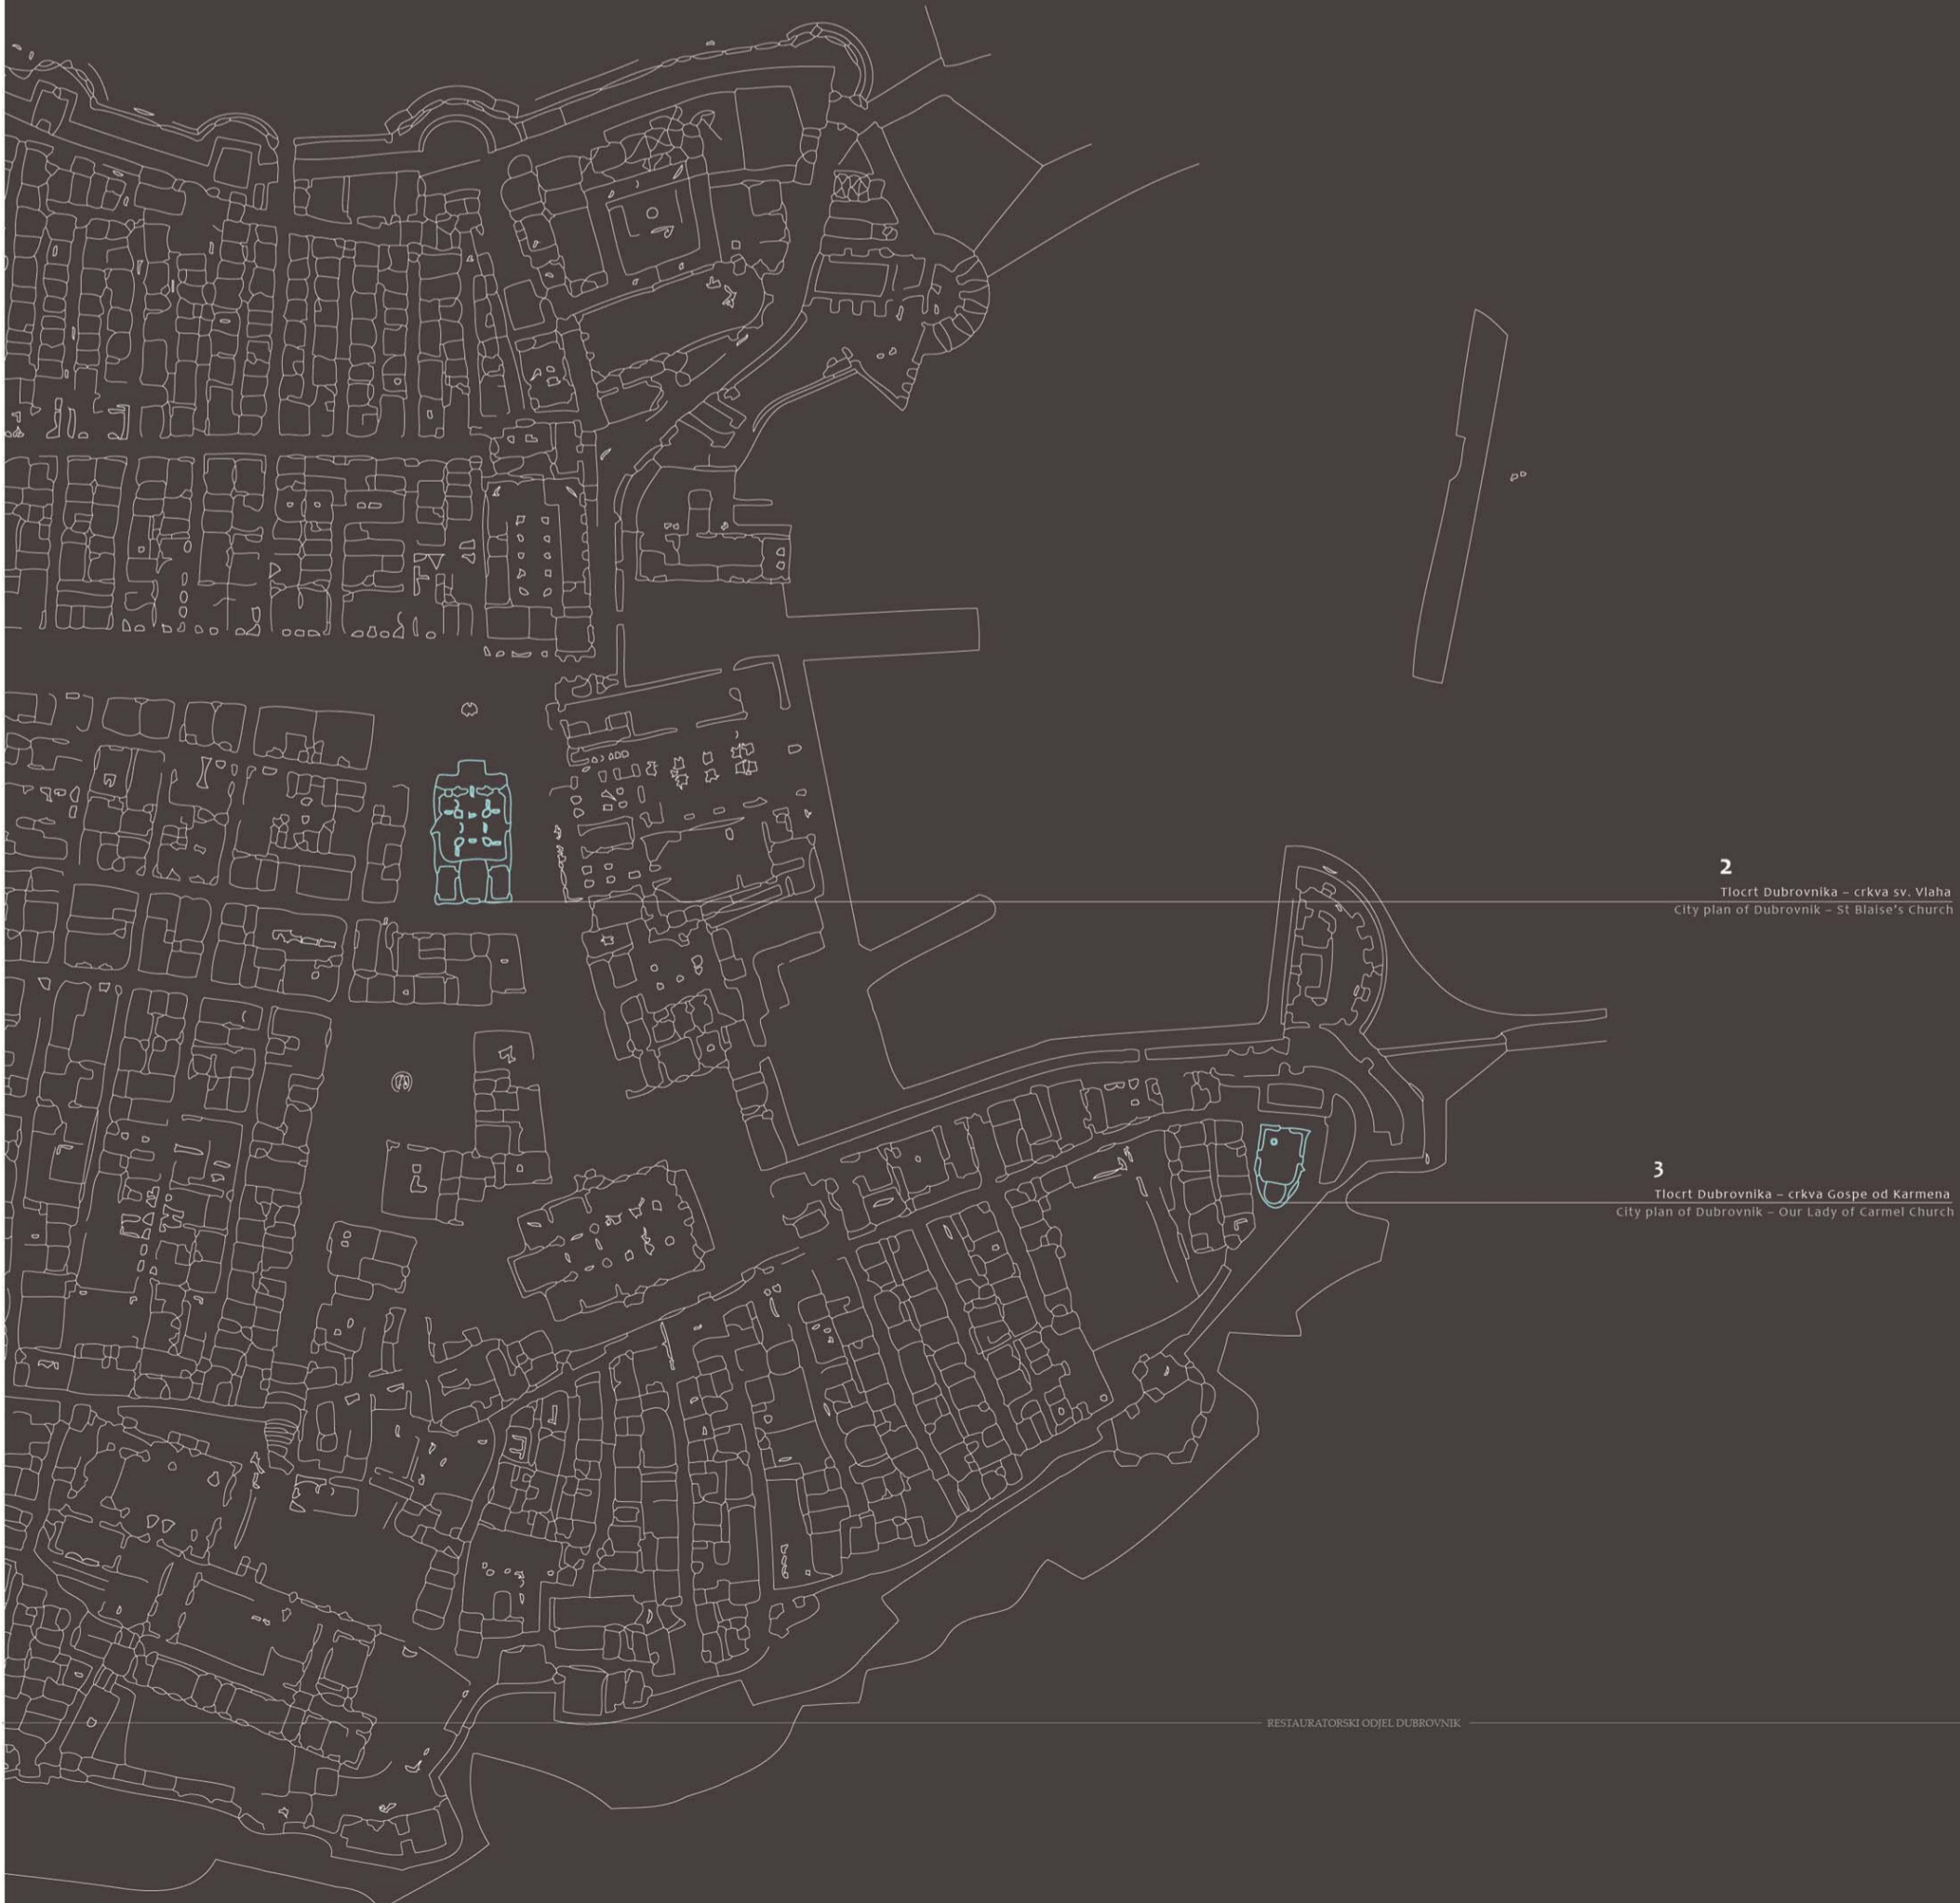 2
Tlocrt Dubrovnika – crkva sv. Vlaha
City plan of Dubrovnik – St Blaise's Church
3
Tlocrt Dubrovnika – crkva Gospe od Karmena
City plan of Dubrovnik – Our Lady of Carmel Church
RESTAURATORSKI ODJEL DUBROVNIK